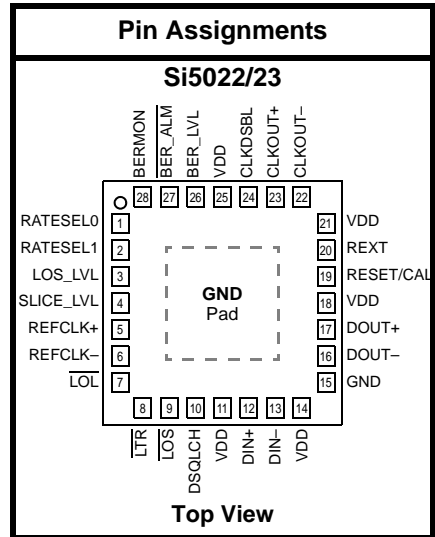 Pin Assignments
Si5022/23
BERMON
BER_ALM
BER_LVL
VDD
CLKDSBL
CLKOUT+
CLKOUT–
28 27 26 25 24 23 22
RATESEL0 1
RATESEL1 2
LOS_LVL 3
SLICE_LVL 4
REFCLK+ 5
REFCLK– 6
LOL 7
GND
Pad
21 VDD
20 REXT
19 RESET/CAL
18 VDD
17 DOUT+
16 DOUT–
15 GND
8 9 10 11 12 13 14
LTR
LOS
DSQLCH
VDD
DIN+
DIN–
VDD
Top View